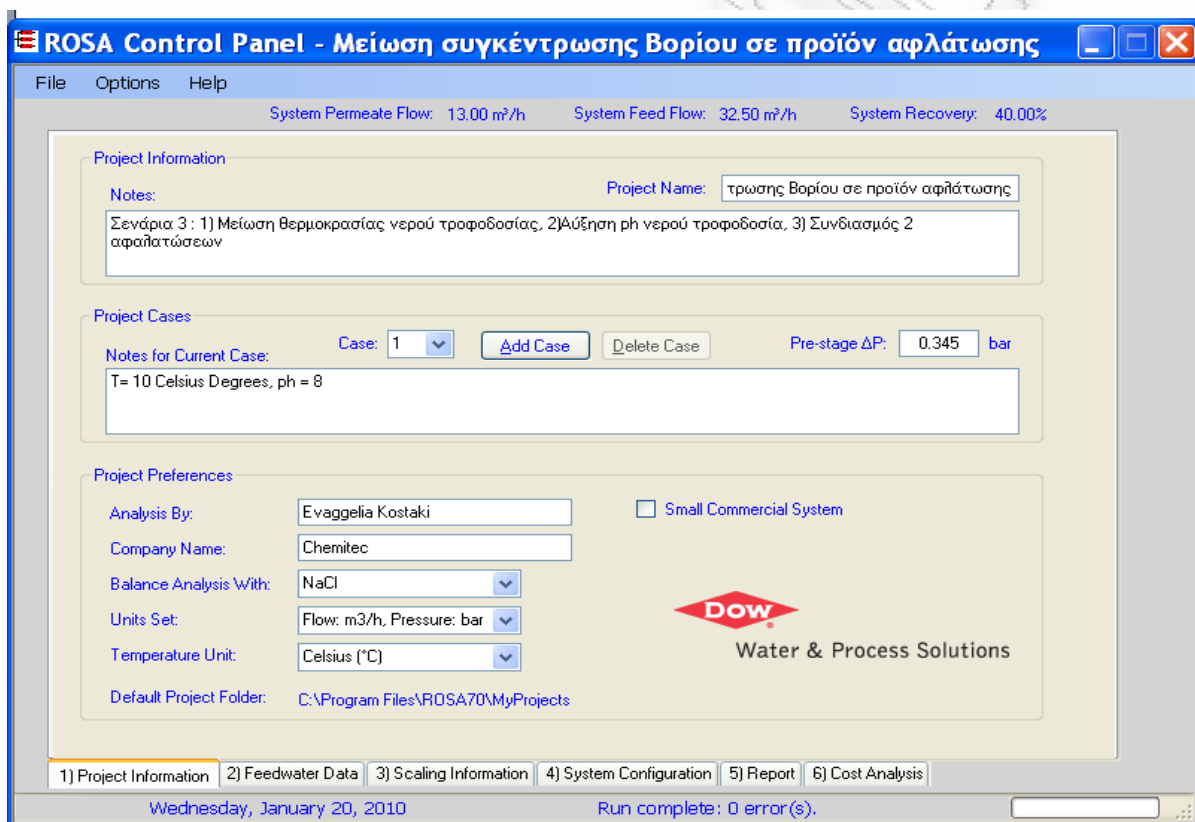 ROSA Control Panel - Μείωση συγκέντρωσης Βορίου σε προϊόν αφλάτωσης
File Options Help
System Permeate Flow: 13.00 m³/h System Feed Flow: 32.50 m³/h System Recovery: 40.00%
Project Information
Notes: Project Name: τρωσης Βορίου σε προϊόν αφλάτωσης
Σενάρια 3 : 1) Μείωση θερμοκρασίας νερού τροφοδοσίας, 2)Αύξηση ph νερού τροφοδοσία, 3) Συνδιασμός 2
αφαλατώσεων
Project Cases
Case: 1 Add Case Delete Case Pre-stage ΔP: 0.345 bar
Notes for Current Case:
T= 10 Celsius Degrees, ph = 8
Project Preferences
Analysis By: Evaggelia Kostaki Small Commercial System
Company Name: Chemitec
Balance Analysis With: NaCl
Units Set: Flow: m3/h, Pressure: bar
DOW
Temperature Unit: Celsius (°C)
Water & Process Solutions
Default Project Folder: C:\Program Files\ROSA70\MyProjects
1) Project Information 2) Feedwater Data 3) Scaling Information 4) System Configuration 5) Report 6) Cost Analysis
Wednesday, January 20, 2010 Run complete: 0 error(s).